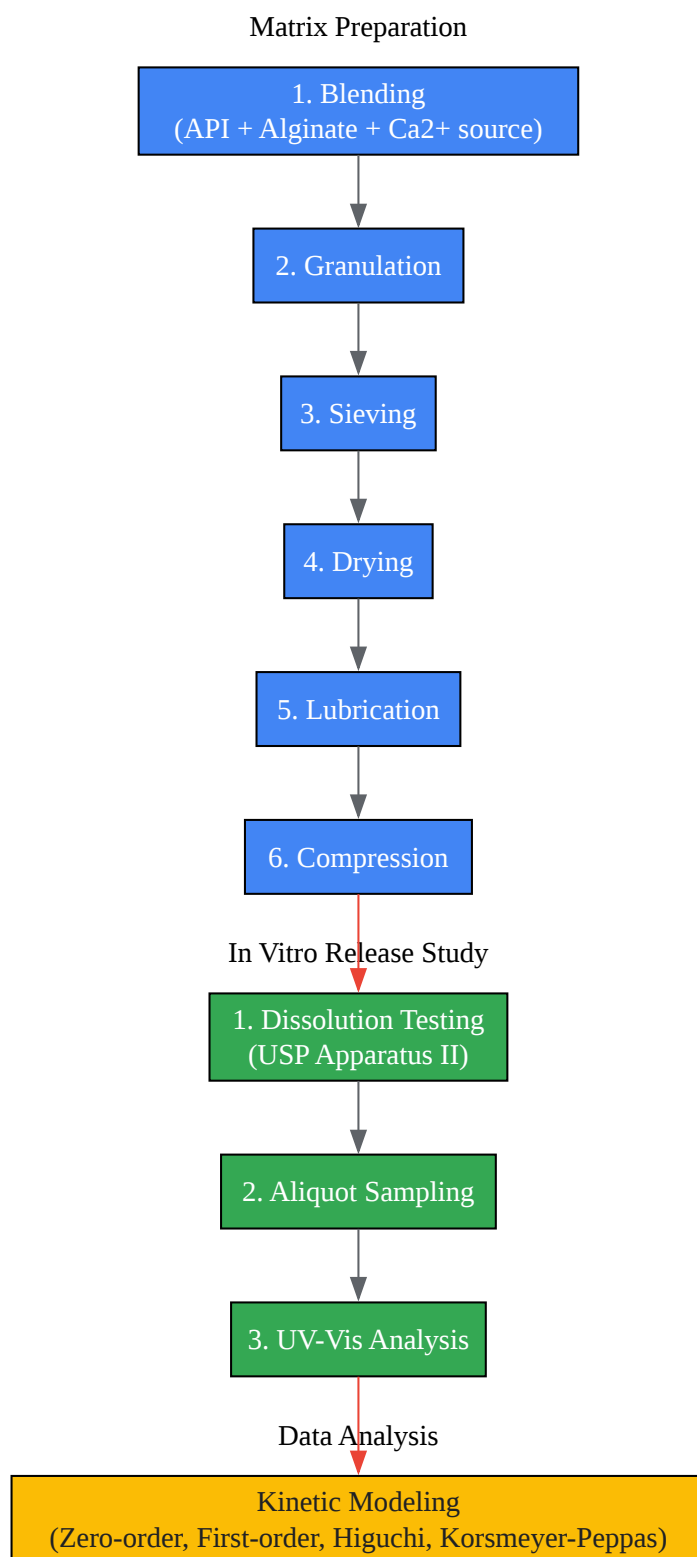 Matrix Preparation
1. Blending
(API + Alginate + Ca2+ source)
2. Granulation
3. Sieving
4. Drying
5. Lubrication
6. Compression
In Vitro Release Study
1. Dissolution Testing
(USP Apparatus II)
2. Aliquot Sampling
3. UV-Vis Analysis
Data Analysis
Kinetic Modeling
(Zero-order, First-order, Higuchi, Korsmeyer-Peppas)